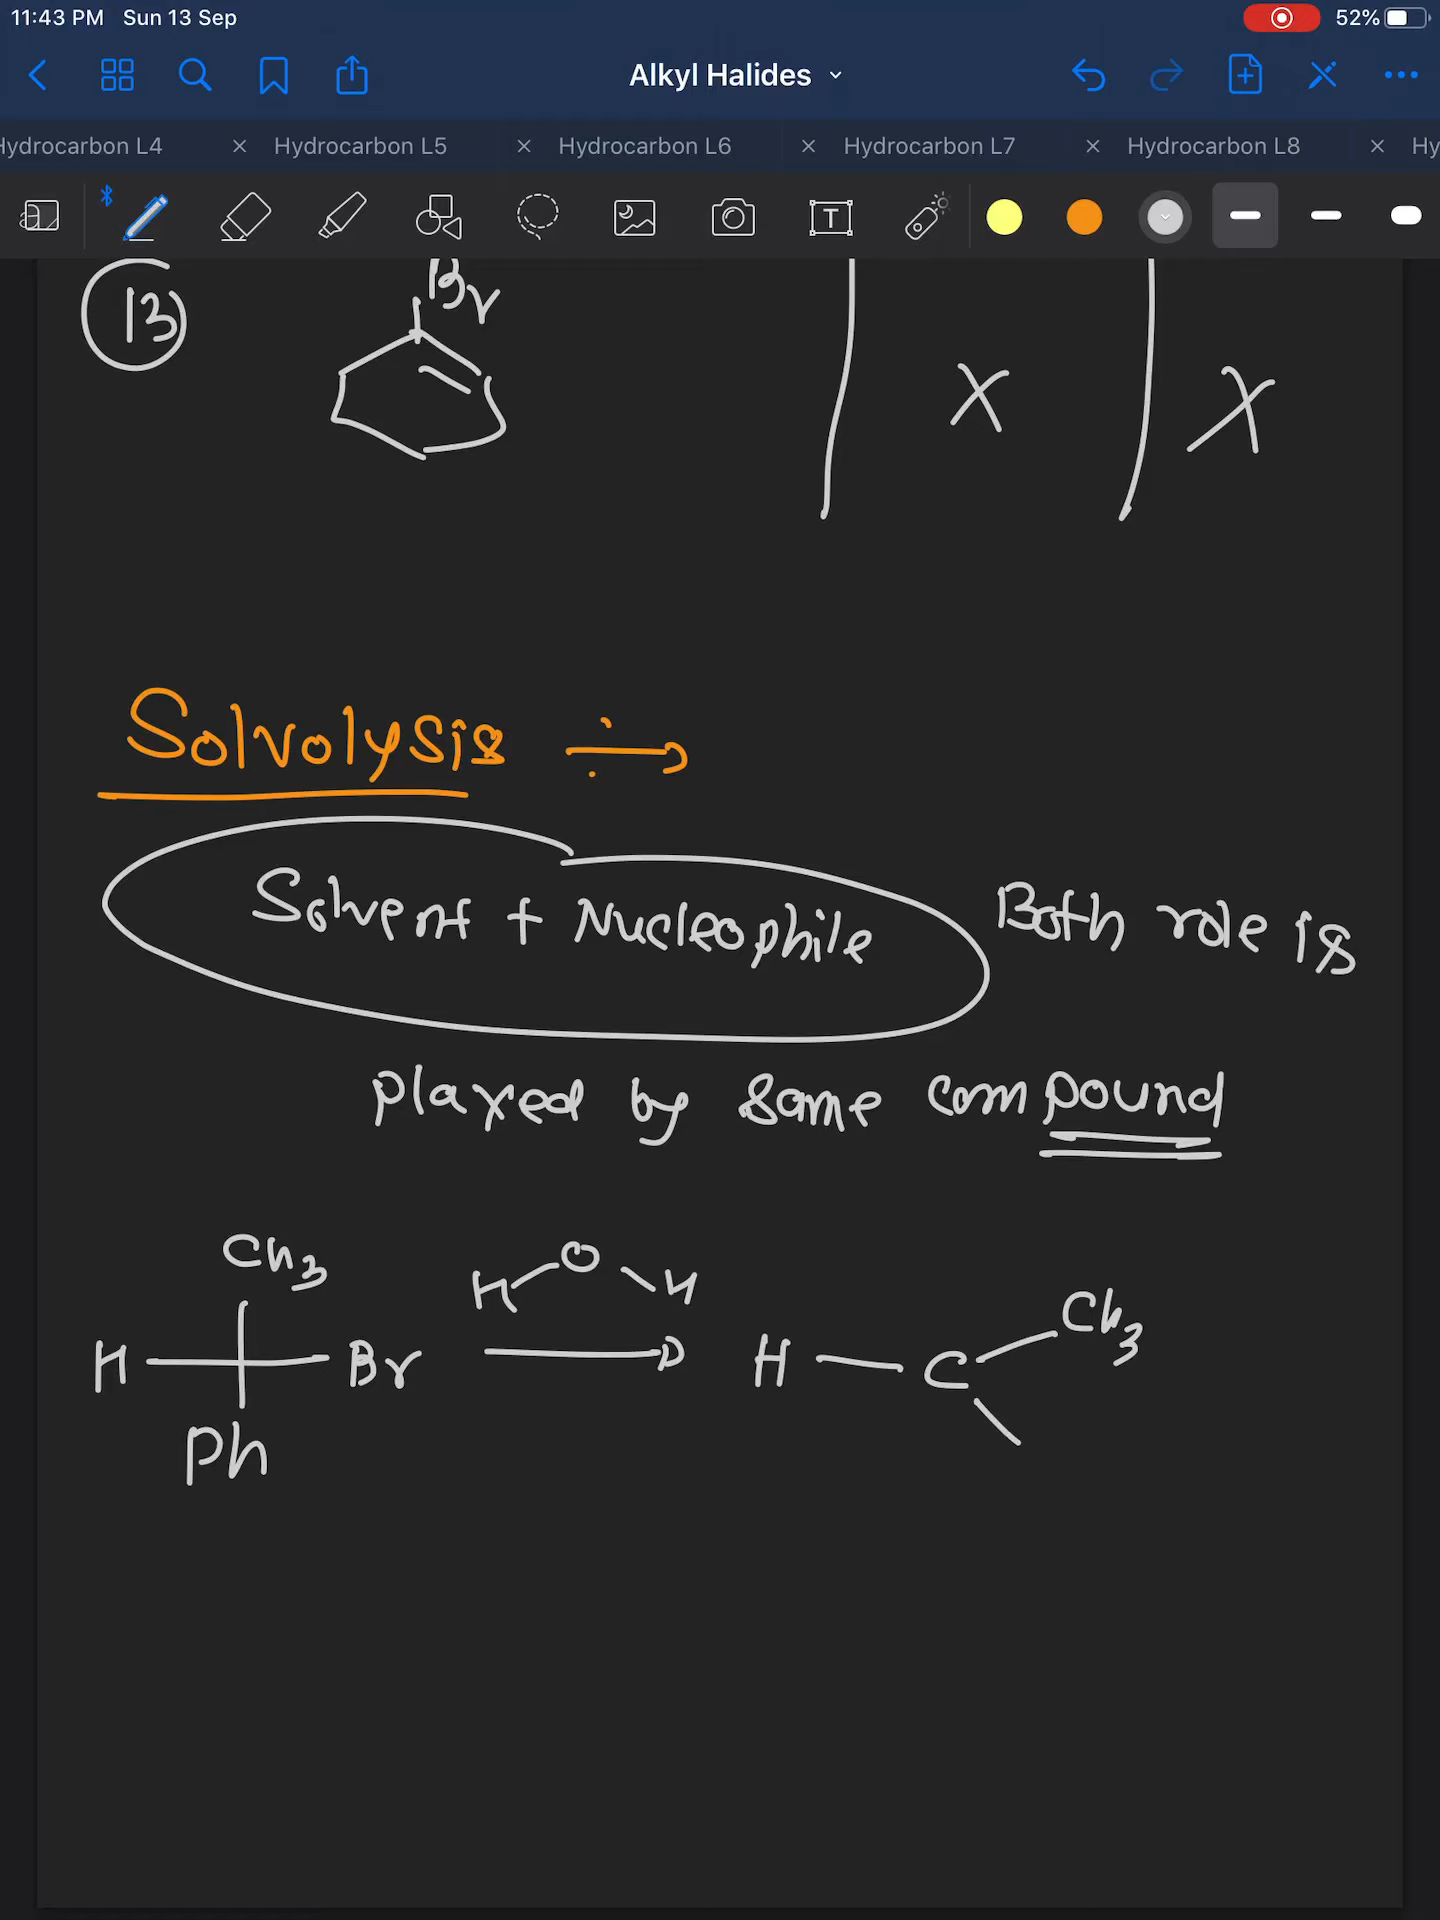 11:43 PM Sun 13 Sep 52%
Alkyl Halides
Hydrocarbon L4 × Hydrocarbon L5 × Hydrocarbon L6 × Hydrocarbon L7 × Hydrocarbon L8 × Hy
T
13 Br X X
Solvolysis ÷→
Solvent + Nucleophile Both role is
played by same compound
CH3 H O H CH3
H Br → H C
Ph